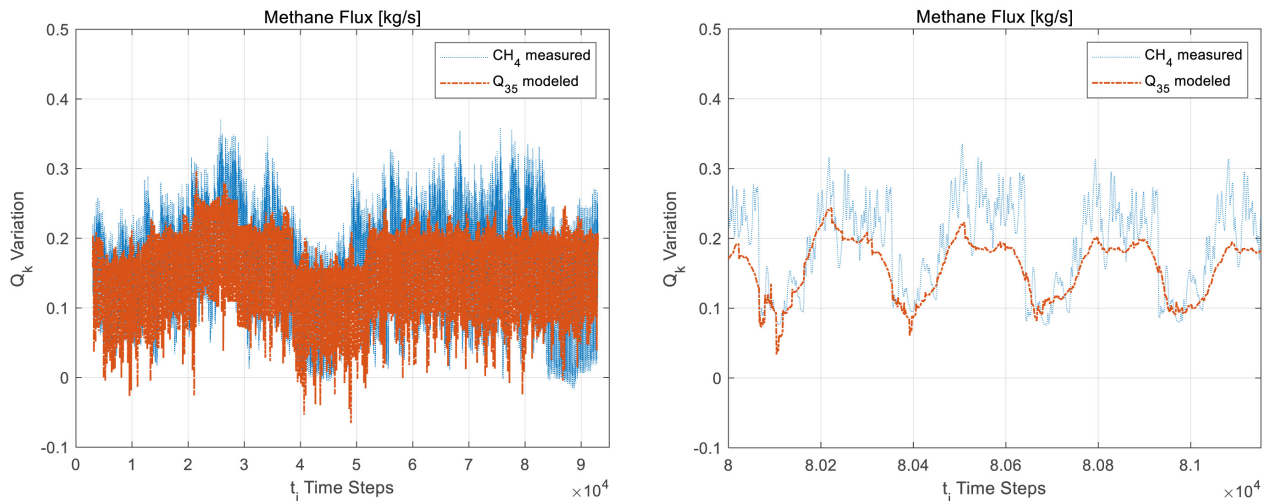 Methane Flux [kg/s]
CH4 measured
Q35 modeled
Qk Variation
0.5
0.4
0.3
0.2
0.1
0
-0.1
0 1 2 3 4 5 6 7 8 9
×10^4
ti Time Steps
Methane Flux [kg/s]
CH4 measured
Q35 modeled
Qk Variation
0.5
0.4
0.3
0.2
0.1
0
-0.1
8 8.02 8.04 8.06 8.08 8.1
×10^4
ti Time Steps